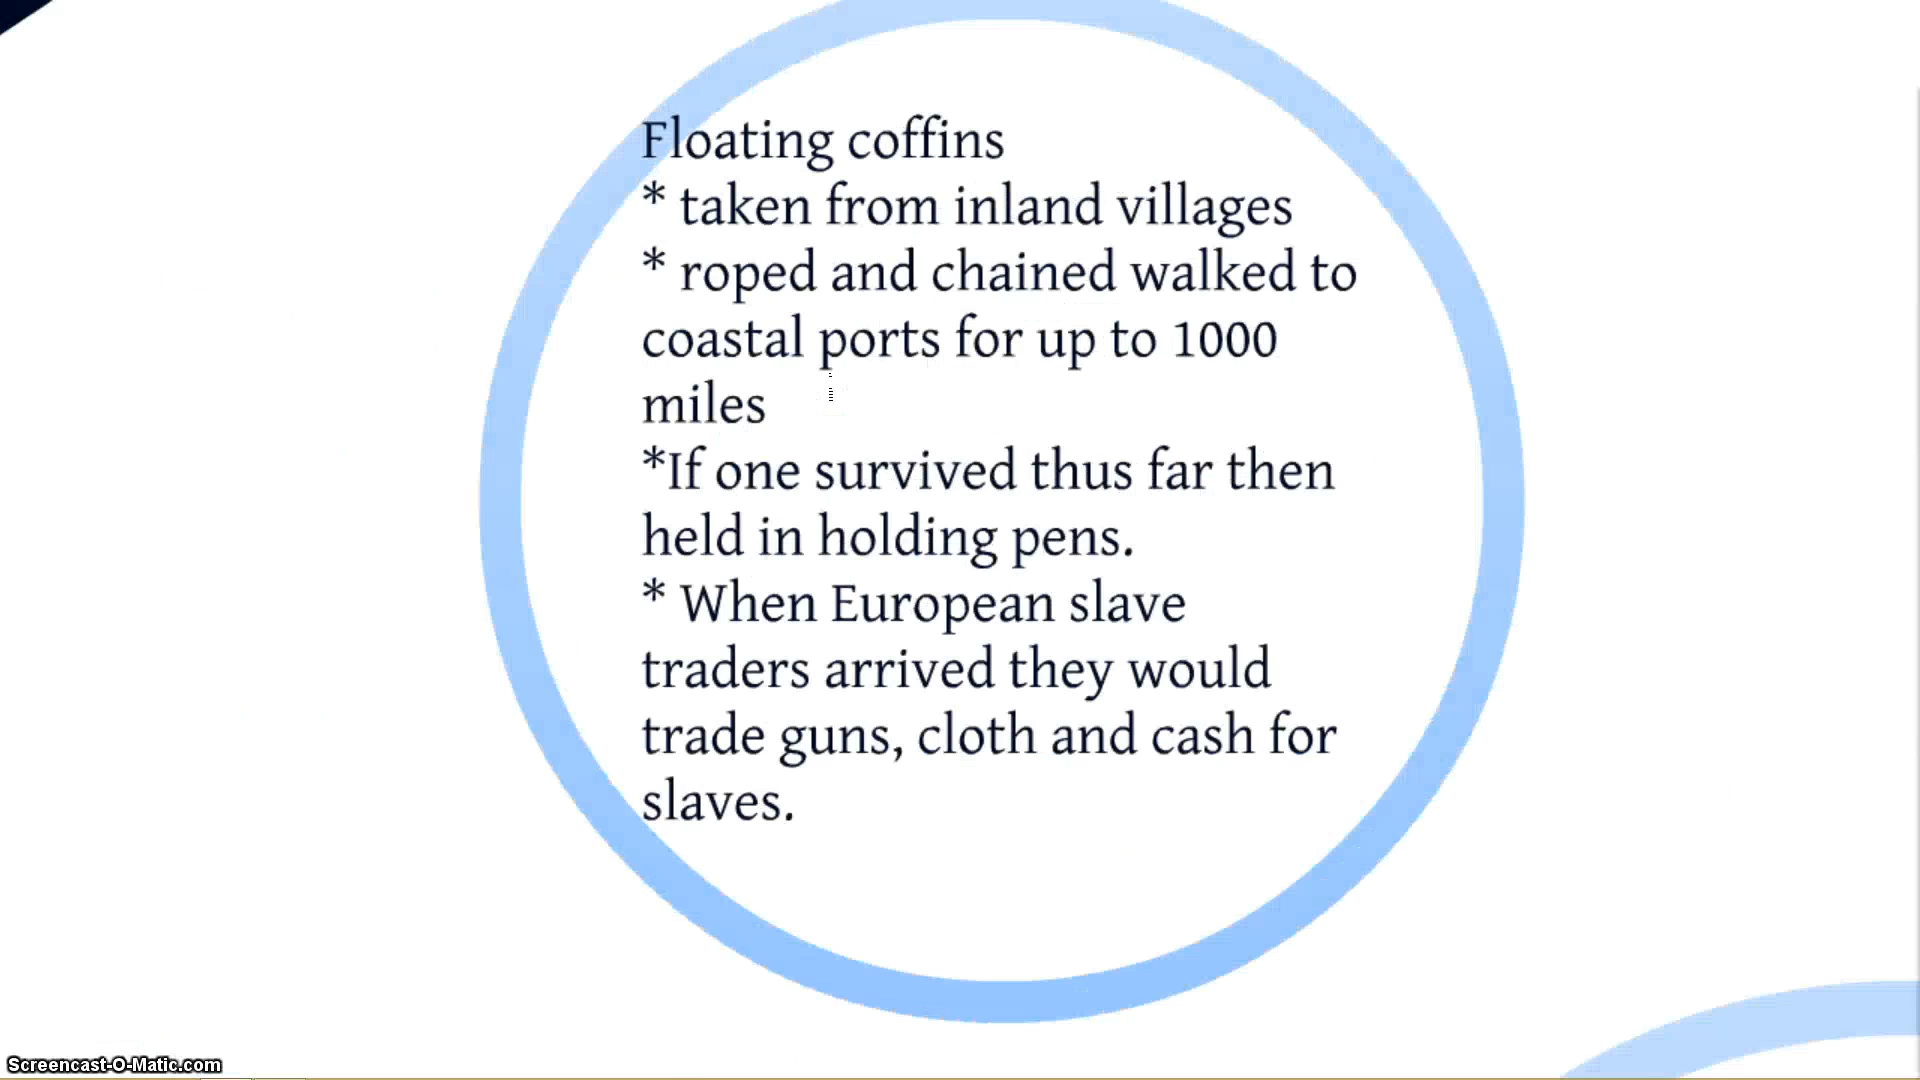 Floating coffins
* taken from inland villages
* roped and chained walked to
coastal ports for up to 1000
miles
*If one survived thus far then
held in holding pens.
* When European slave
traders arrived they would
trade guns, cloth and cash for
slaves.
Screencast-O-Matic.com